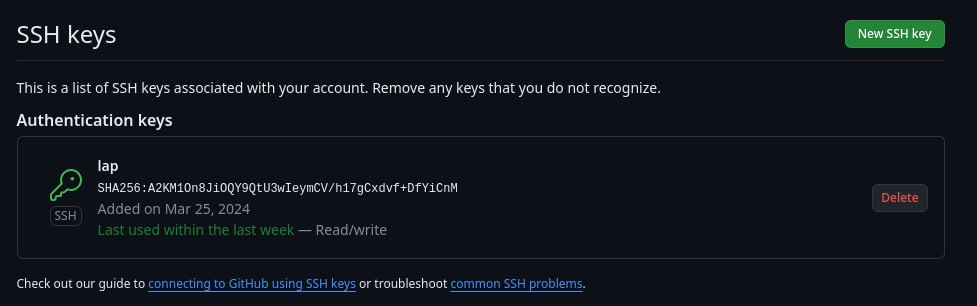 SSH keys
New SSH key
This is a list of SSH keys associated with your account. Remove any keys that you do not recognize.
Authentication keys
lap
SHA256:A2KM1On8JiOQY9QtU3wIeymCV/h17gCxdvf+DfYiCnM
Added on Mar 25, 2024
Last used within the last week — Read/write
SSH
Delete
Check out our guide to connecting to GitHub using SSH keys or troubleshoot common SSH problems.